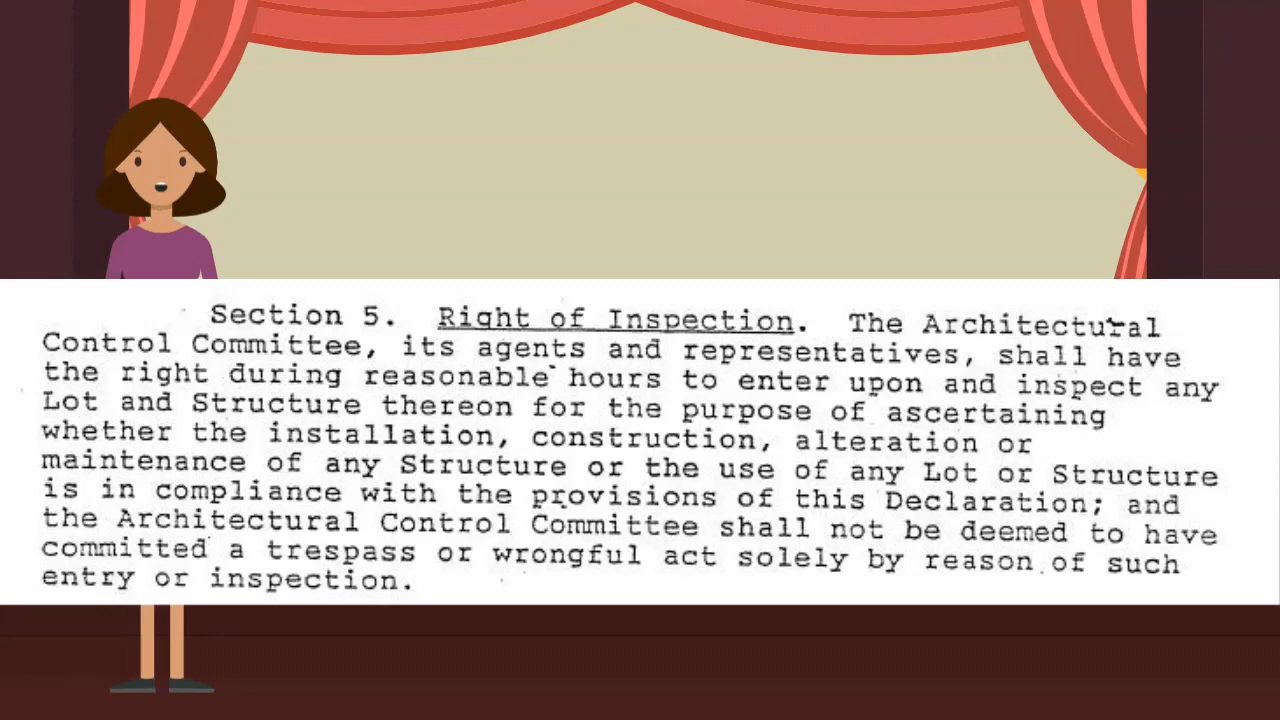 Section 5. Right of Inspection. The Architectural
Control Committee, its agents and representatives, shall have
the right during reasonable hours to enter upon and inspect any
Lot and Structure thereon for the purpose of ascertaining
whether the installation, construction, alteration or
maintenance of any Structure or the use of any Lot or Structure
is in compliance with the provisions of this Declaration; and
the Architectural Control Committee shall not be deemed to have
committed a trespass or wrongful act solely by reason of such
entry or inspection.